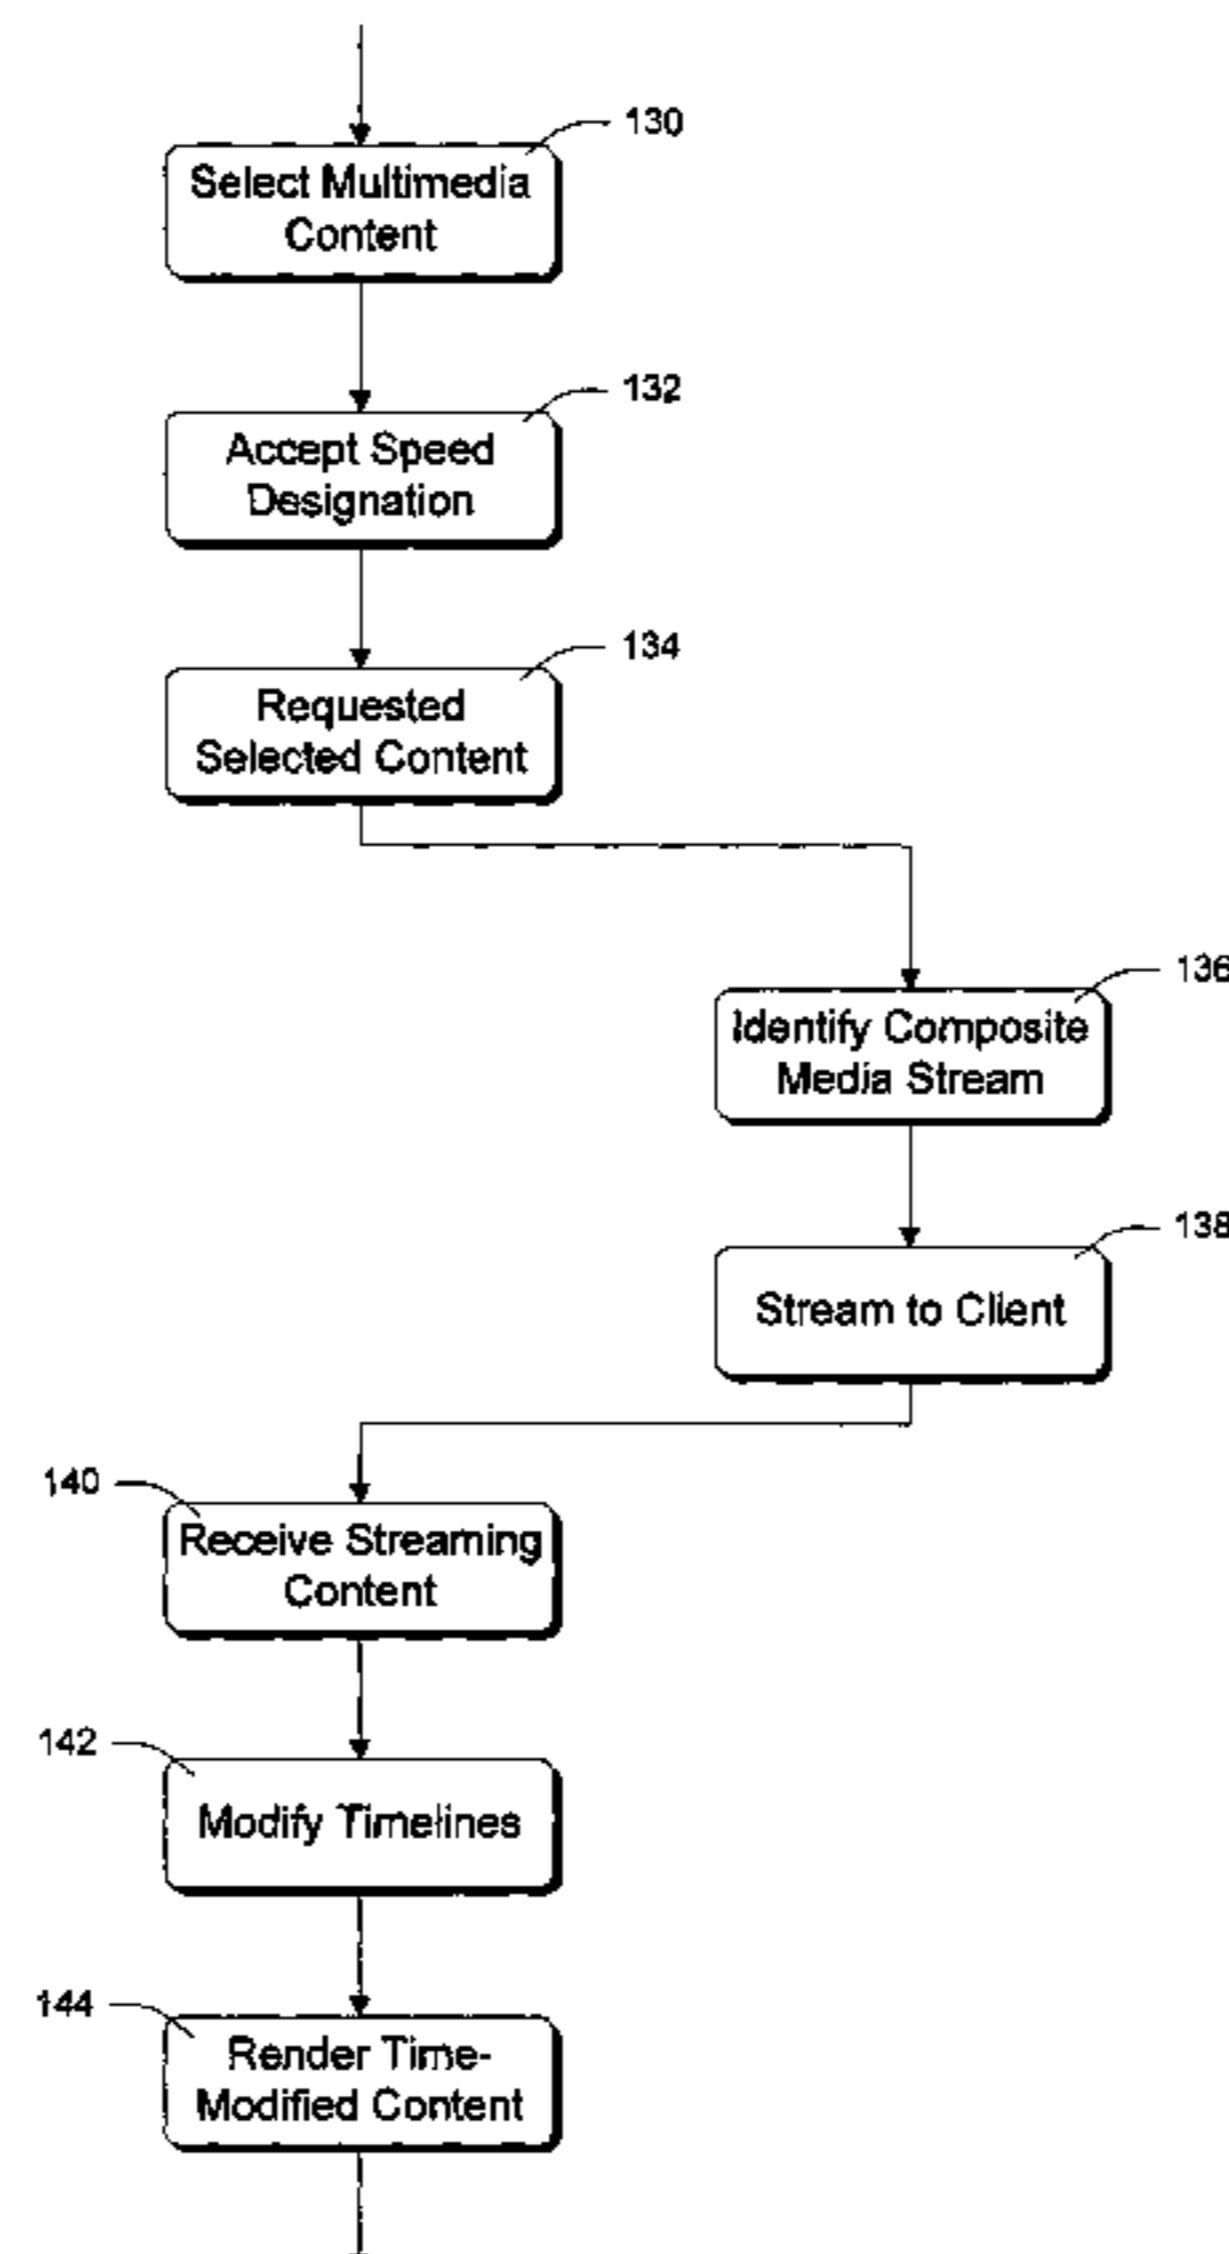 130
Select Multimedia
Content
132
Accept Speed
Designation
134
Requested
Selected Content
136
Identify Composite
Media Stream
138
Stream to Client
140
Receive Streaming
Content
142
Modify Timelines
144
Render Time-
Modified Content